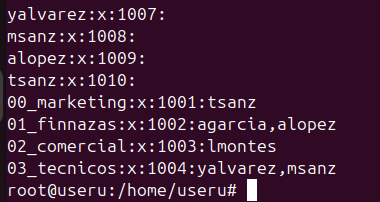 yalvarez:x:1007:
msanz:x:1008:
alopez:x:1009:
tsanz:x:1010:
00_marketing:x:1001:tsanz
01_finnazas:x:1002:agarcia,alopez
02_comercial:x:1003:lmontes
03_tecnicos:x:1004:yalvarez,msanz
root@useru:/home/useru#